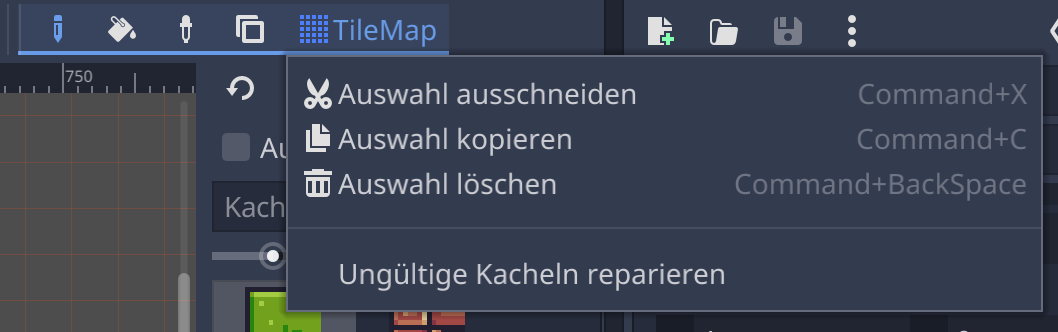 TileMap
750
Auswahl ausschneiden Command+X
Auswahl kopieren Command+C
Auswahl löschen Command+BackSpace
Ungültige Kacheln reparieren